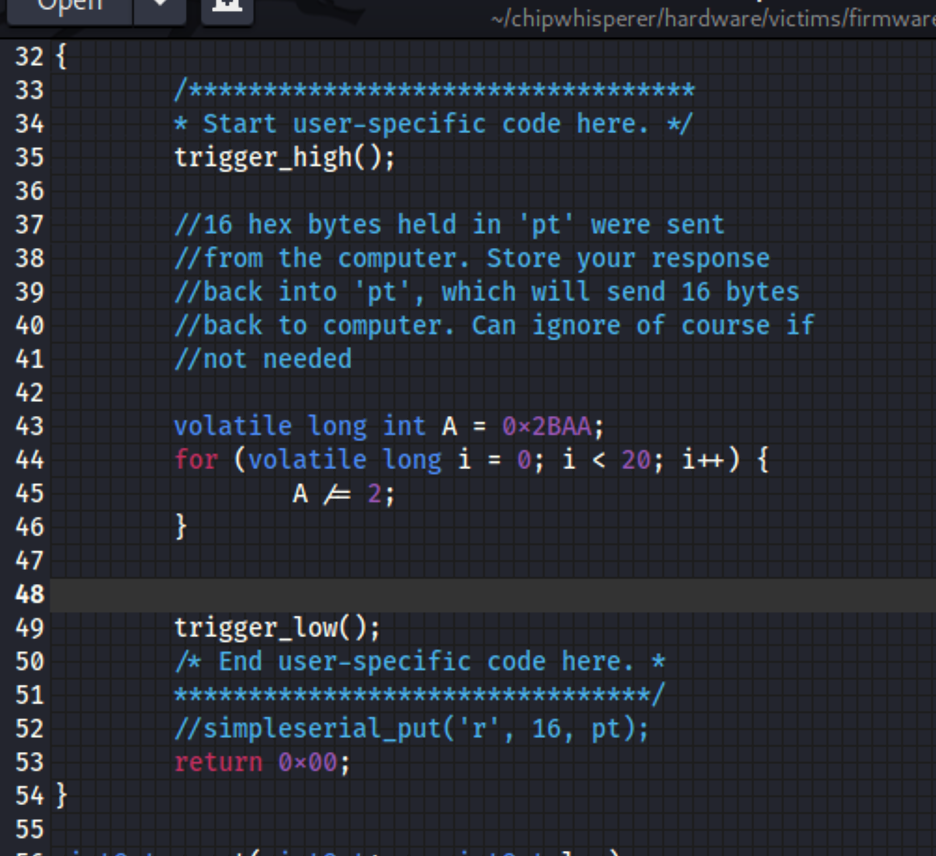 Open
~/chipwhisperer/hardware/victims/firmware
32 {
33 /**********************************
34 * Start user-specific code here. */
35 trigger_high();
36
37 //16 hex bytes held in 'pt' were sent
38 //from the computer. Store your response
39 //back into 'pt', which will send 16 bytes
40 //back to computer. Can ignore of course if
41 //not needed
42
43 volatile long int A = 0x2BAA;
44 for (volatile long i = 0; i < 20; i++) {
45 A /= 2;
46 }
47
48
49 trigger_low();
50 /* End user-specific code here. *
51 ********************************/
52 //simpleserial_put('r', 16, pt);
53 return 0x00;
54 }
55